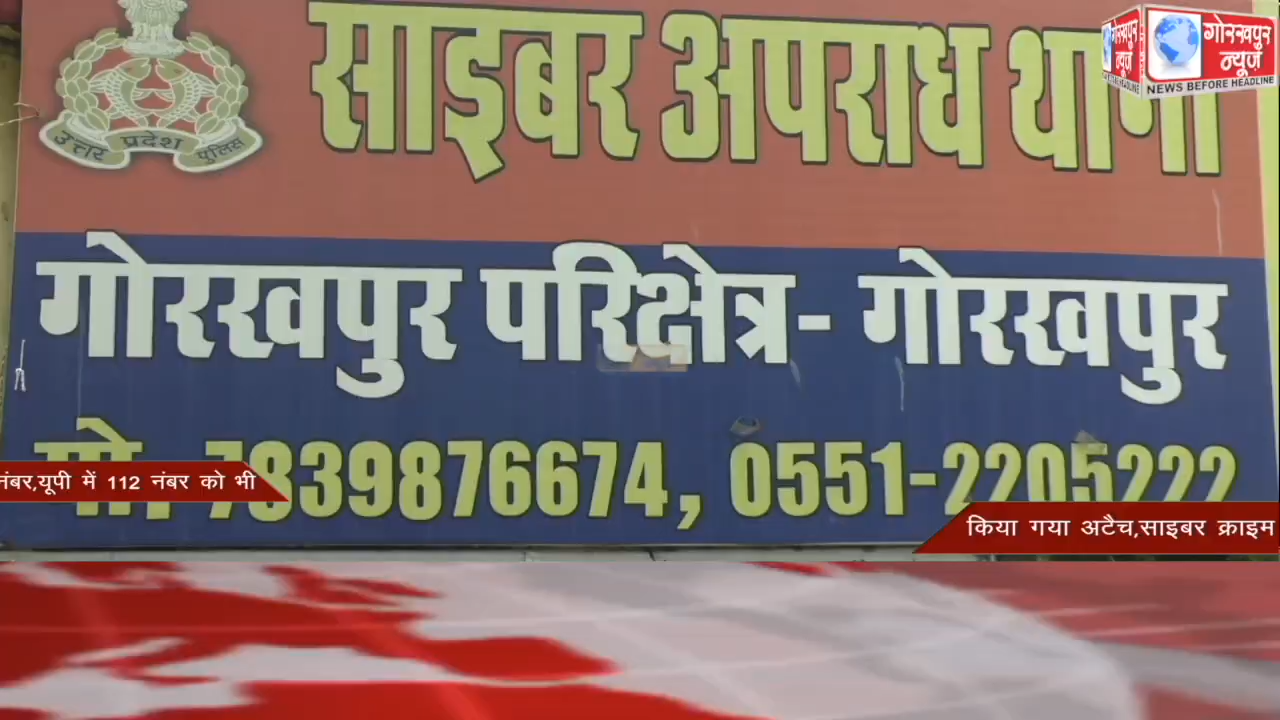 साइबर अपराध थाना
उत्तर प्रदेश पुलिस
गोरखपुर न्यूज़
गोरखपुर न्यूज़
NEWS BEFORE HEADLINE
गोरखपुर परिक्षेत्र- गोरखपुर
मो. 7839876674, 0551-2205222
नंबर,यूपी में 112 नंबर को भी
किया गया अटैच,साइबर क्राइम